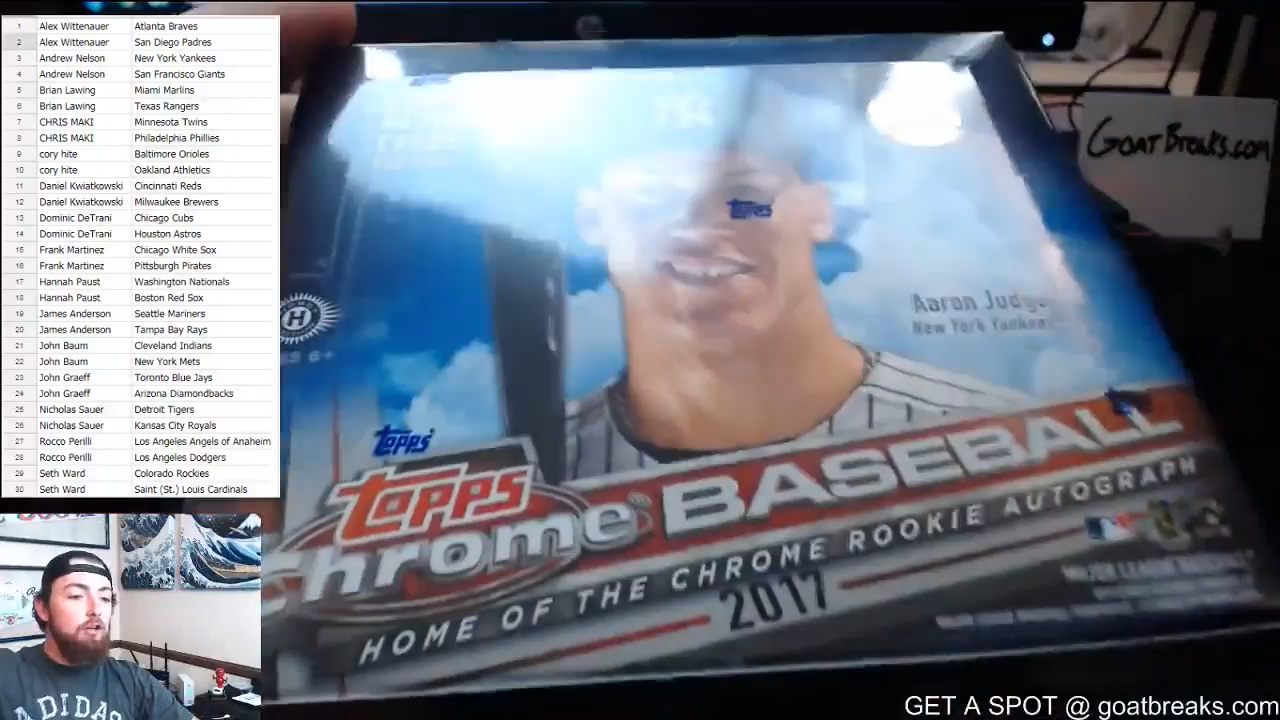 1 Alex Wittenauer Atlanta Braves
2 Alex Wittenauer San Diego Padres
3 Andrew Nelson New York Yankees
4 Andrew Nelson San Francisco Giants
5 Brian Lawing Miami Marlins
6 Brian Lawing Texas Rangers
7 CHRIS MAKI Minnesota Twins
8 CHRIS MAKI Philadelphia Phillies
9 cory hite Baltimore Orioles
10 cory hite Oakland Athletics
11 Daniel Kwiatkowski Cincinnati Reds
12 Daniel Kwiatkowski Milwaukee Brewers
13 Dominic DeTrani Chicago Cubs
14 Dominic DeTrani Houston Astros
15 Frank Martinez Chicago White Sox
16 Frank Martinez Pittsburgh Pirates
17 Hannah Paust Washington Nationals
18 Hannah Paust Boston Red Sox
19 James Anderson Seattle Mariners
20 James Anderson Tampa Bay Rays
21 John Baum Cleveland Indians
22 John Baum New York Mets
23 John Graeff Toronto Blue Jays
24 John Graeff Arizona Diamondbacks
25 Nicholas Sauer Detroit Tigers
26 Nicholas Sauer Kansas City Royals
27 Rocco Perilli Los Angeles Angels of Anaheim
28 Rocco Perilli Los Angeles Dodgers
29 Seth Ward Colorado Rockies
30 Seth Ward Saint (St.) Louis Cardinals
GOATBREAKS.COM
TOPPS
Aaron Judge
New York Yankees
H
TOPPS
TOPPS
Chrome BASEBALL
HOME OF THE CHROME ROOKIE AUTOGRAPH
2017
ADIDAS
GET A SPOT @ goatbreaks.com